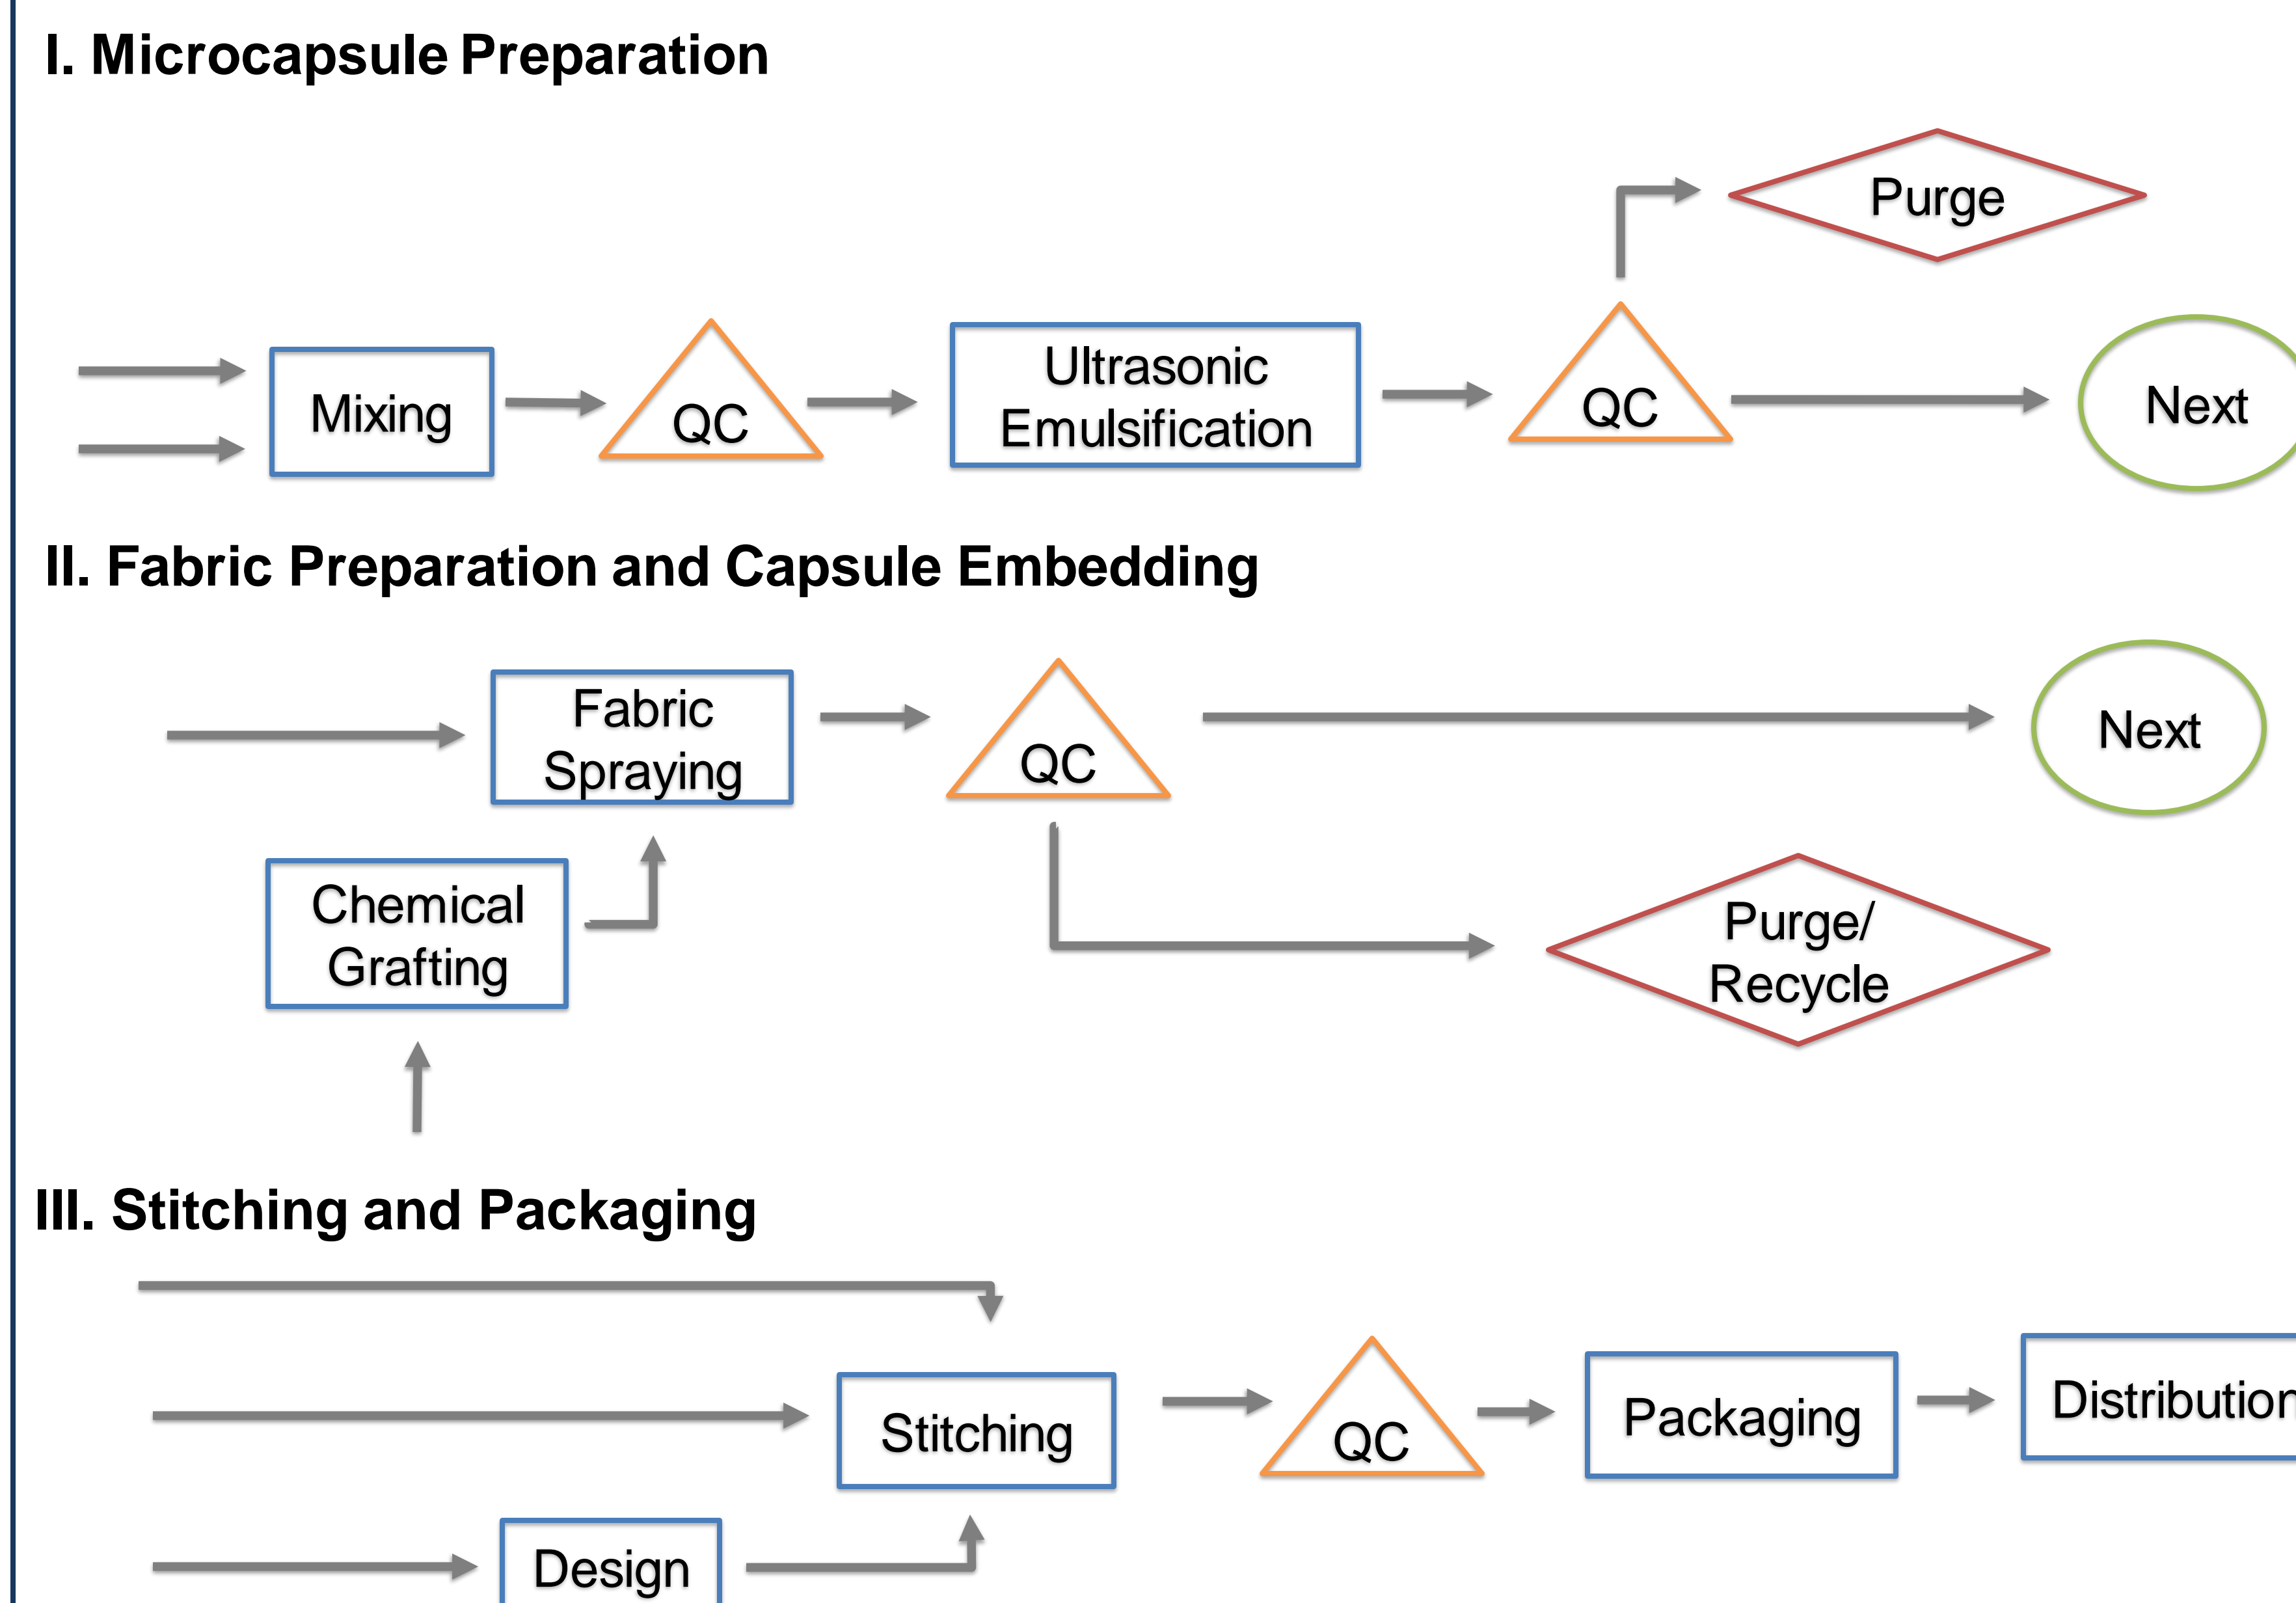 I. Microcapsule Preparation
Purge
Mixing
QC
Ultrasonic
Emulsification
QC
Next
II. Fabric Preparation and Capsule Embedding
Fabric
Spraying
QC
Next
Chemical
Grafting
Purge/
Recycle
III. Stitching and Packaging
Stitching
QC
Packaging
Distribution
Design